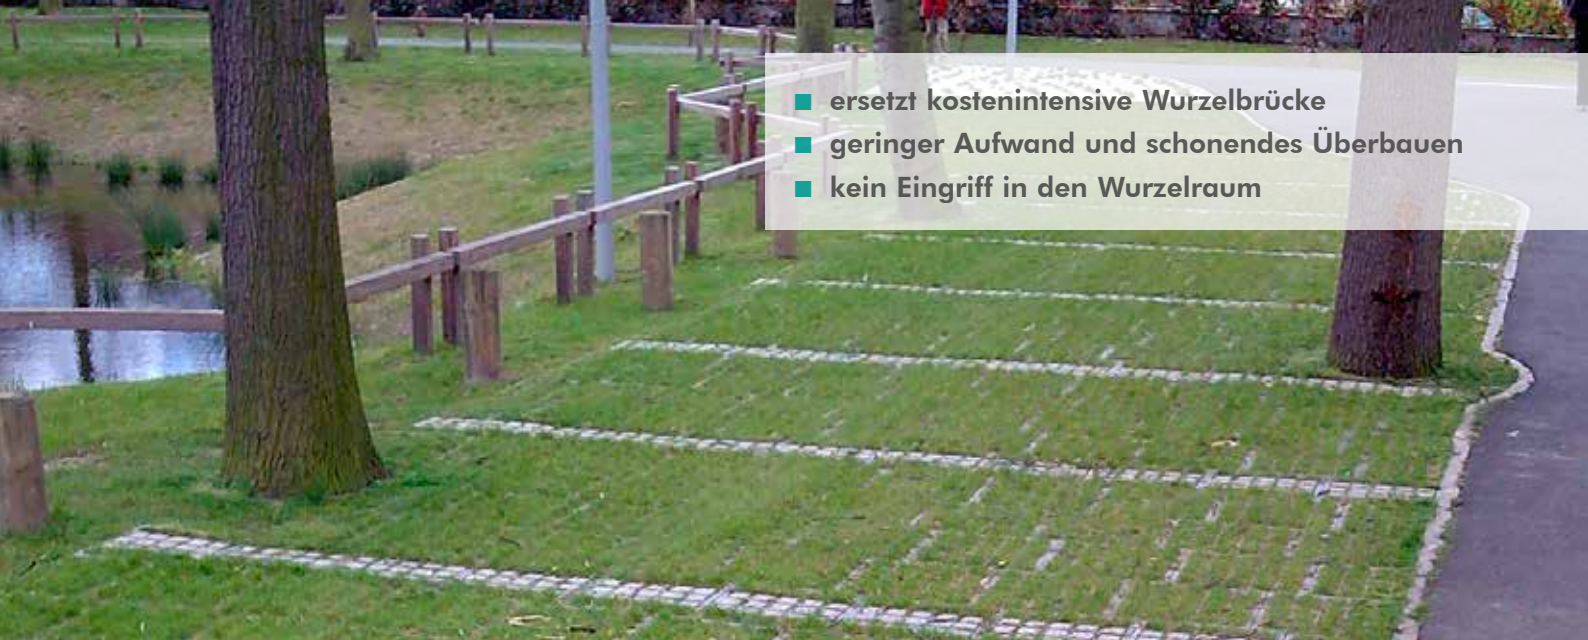 ersetzt kostenintensive Wurzelbrücke
geringer Aufwand und schonendes Überbauen
kein Eingriff in den Wurzelraum